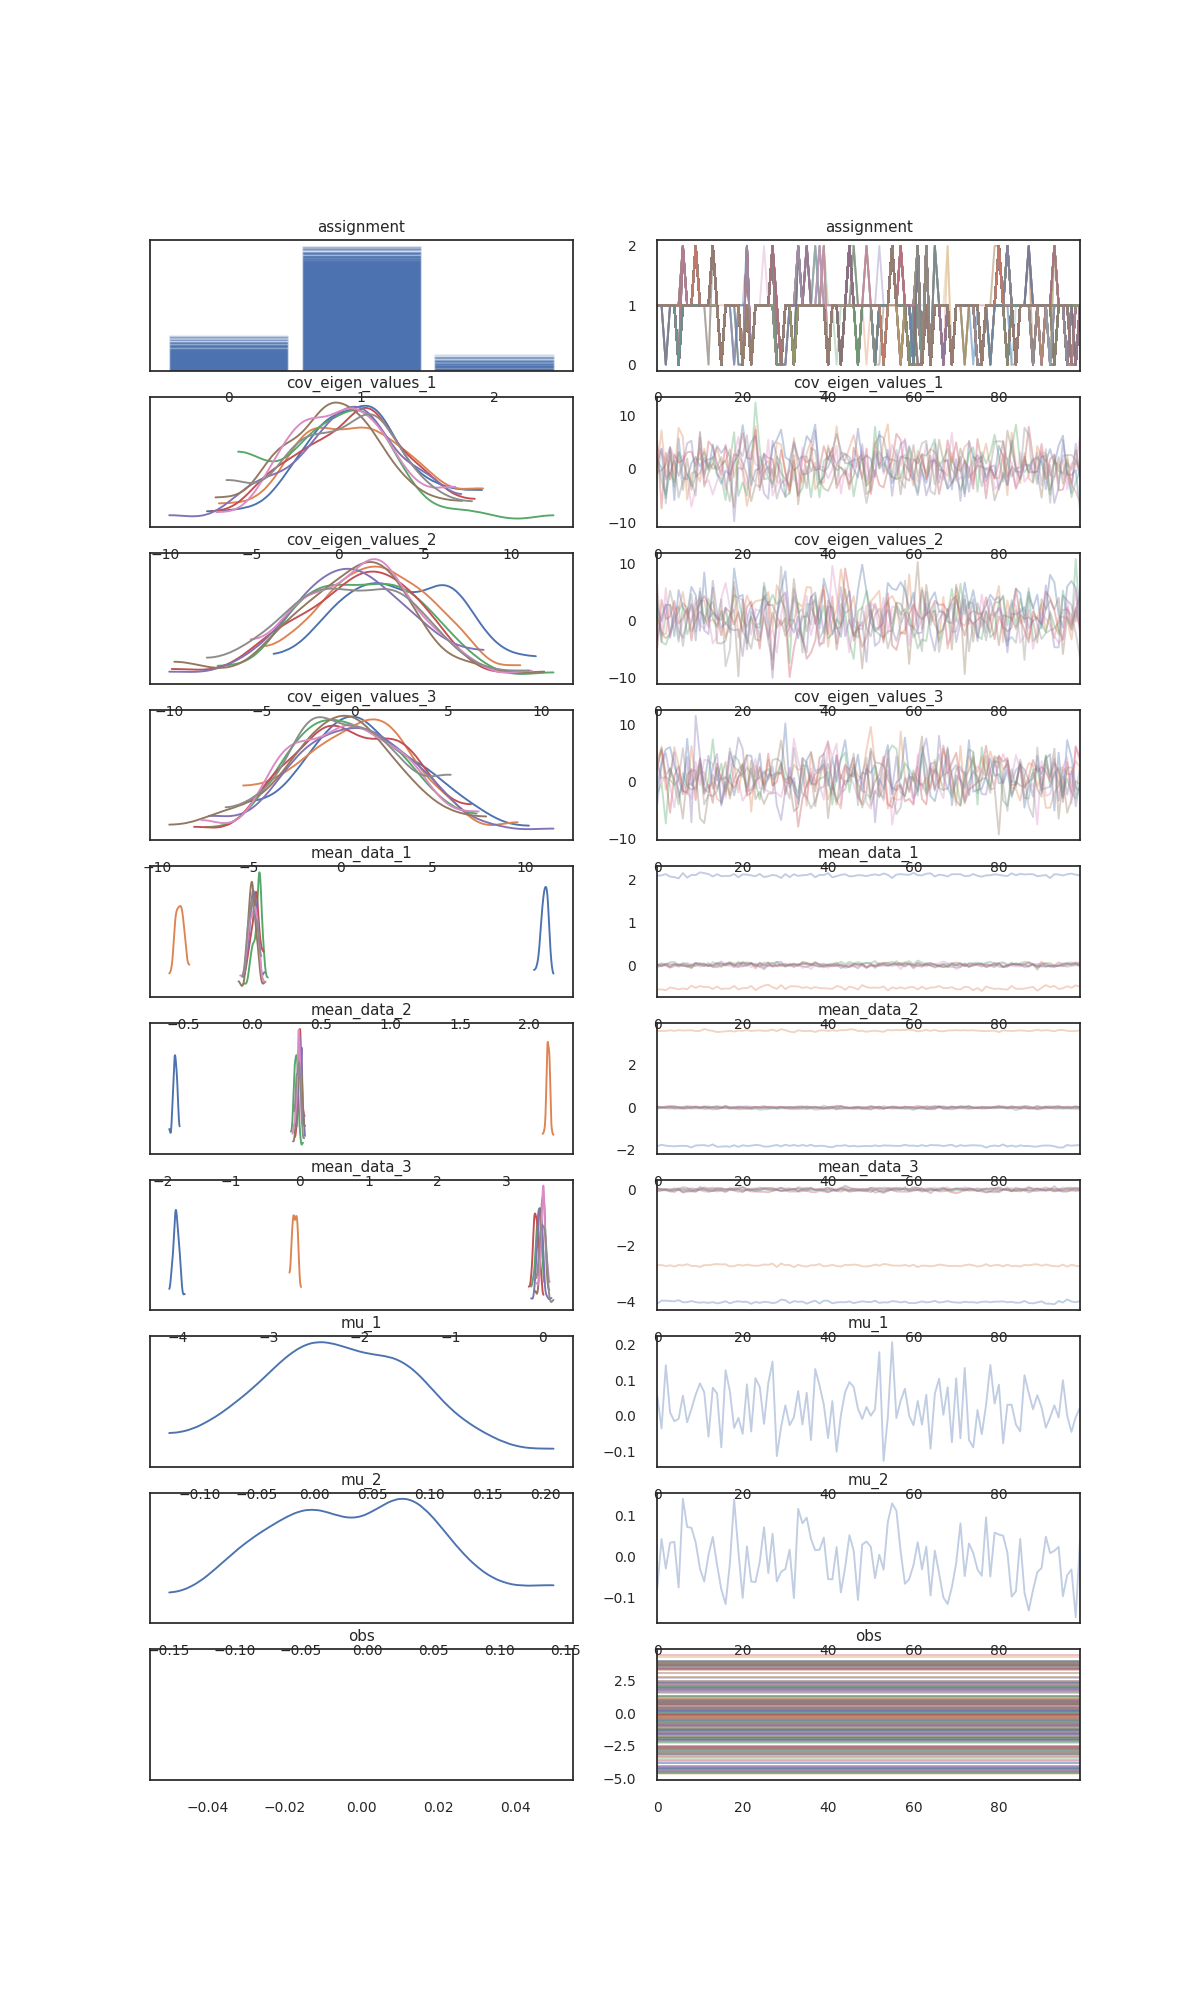 assignment assignment
2
1
0
0 1 2 0 20 40 60 80
cov_eigen_values_1 cov_eigen_values_1
10
0
−10
−10 −5 0 5 10 0 20 40 60 80
cov_eigen_values_2 cov_eigen_values_2
10
0
−10
−10 −5 0 5 10 0 20 40 60 80
cov_eigen_values_3 cov_eigen_values_3
10
0
−10
−10 −5 0 5 10 0 20 40 60 80
mean_data_1 mean_data_1
2
1
0
−0.5 0.0 0.5 1.0 1.5 2.0 0 20 40 60 80
mean_data_2 mean_data_2
2
0
−2
−2 −1 0 1 2 3 0 20 40 60 80
mean_data_3 mean_data_3
0
−2
−4
−4 −3 −2 −1 0 0 20 40 60 80
mu_1 mu_1
0.2
0.1
0.0
−0.1
−0.10 −0.05 0.00 0.05 0.10 0.15 0.20 0 20 40 60 80
mu_2 mu_2
0.1
0.0
−0.1
−0.15 −0.10 −0.05 0.00 0.05 0.10 0.15 0 20 40 60 80
obs obs
2.5
0.0
−2.5
−5.0
−0.04 −0.02 0.00 0.02 0.04 0 20 40 60 80